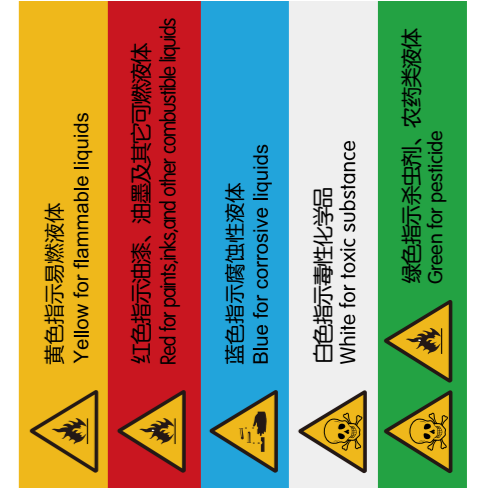 黄色指示易燃液体
Yellow for flammable liquids
红色指示油漆、油墨及其它可燃液体
Red for paints,inks,and other combustible liquids
蓝色指示腐蚀性液体
Blue for corrosive liquids
白色指示毒性化学品
White for toxic substance
绿色指示杀虫剂、农药类液体
Green for pesticide